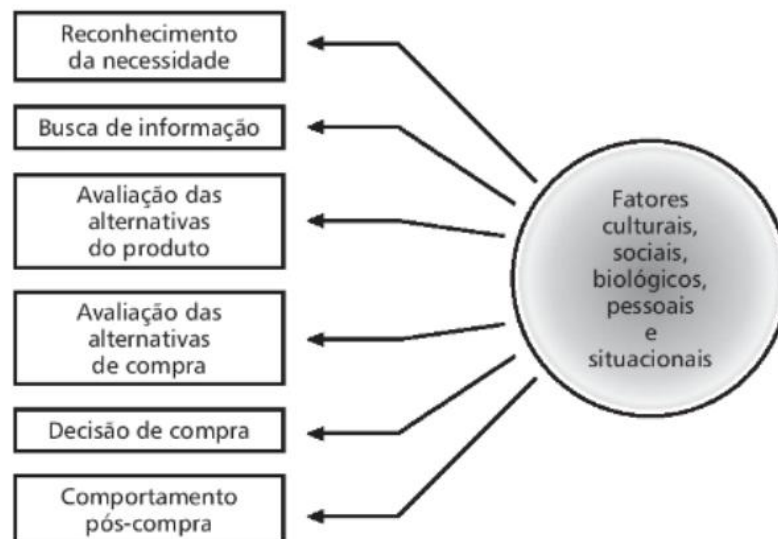 Reconhecimento
da necessidade
Busca de informação
Avaliação das
alternativas
do produto
Avaliação das
alternativas
de compra
Decisão de compra
Comportamento
pós-compra
Fatores
culturais,
sociais,
biológicos,
pessoais
e
situacionais